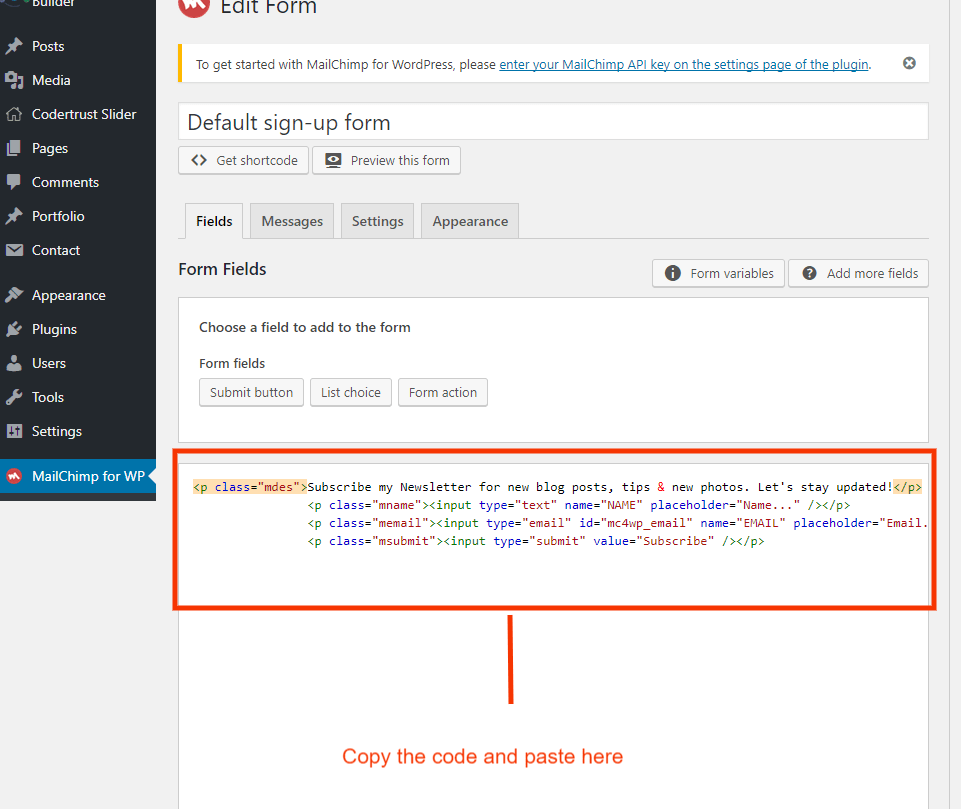 Builder
Posts
Media
Codertrust Slider
Pages
Comments
Portfolio
Contact
Appearance
Plugins
Users
Tools
Settings
MailChimp for WP
Edit Form
To get started with MailChimp for WordPress, please enter your MailChimp API key on the settings page of the plugin.
Default sign-up form
Get shortcode Preview this form
Fields Messages Settings Appearance
Form Fields
Form variables Add more fields
Choose a field to add to the form
Form fields
Submit button List choice Form action
<p class="mdes">Subscribe my Newsletter for new blog posts, tips & new photos. Let's stay updated!</p>
<p class="mname"><input type="text" name="NAME" placeholder="Name..." /></p>
<p class="memail"><input type="email" id="mc4wp_email" name="EMAIL" placeholder="Email.
<p class="msubmit"><input type="submit" value="Subscribe" /></p>
Copy the code and paste here